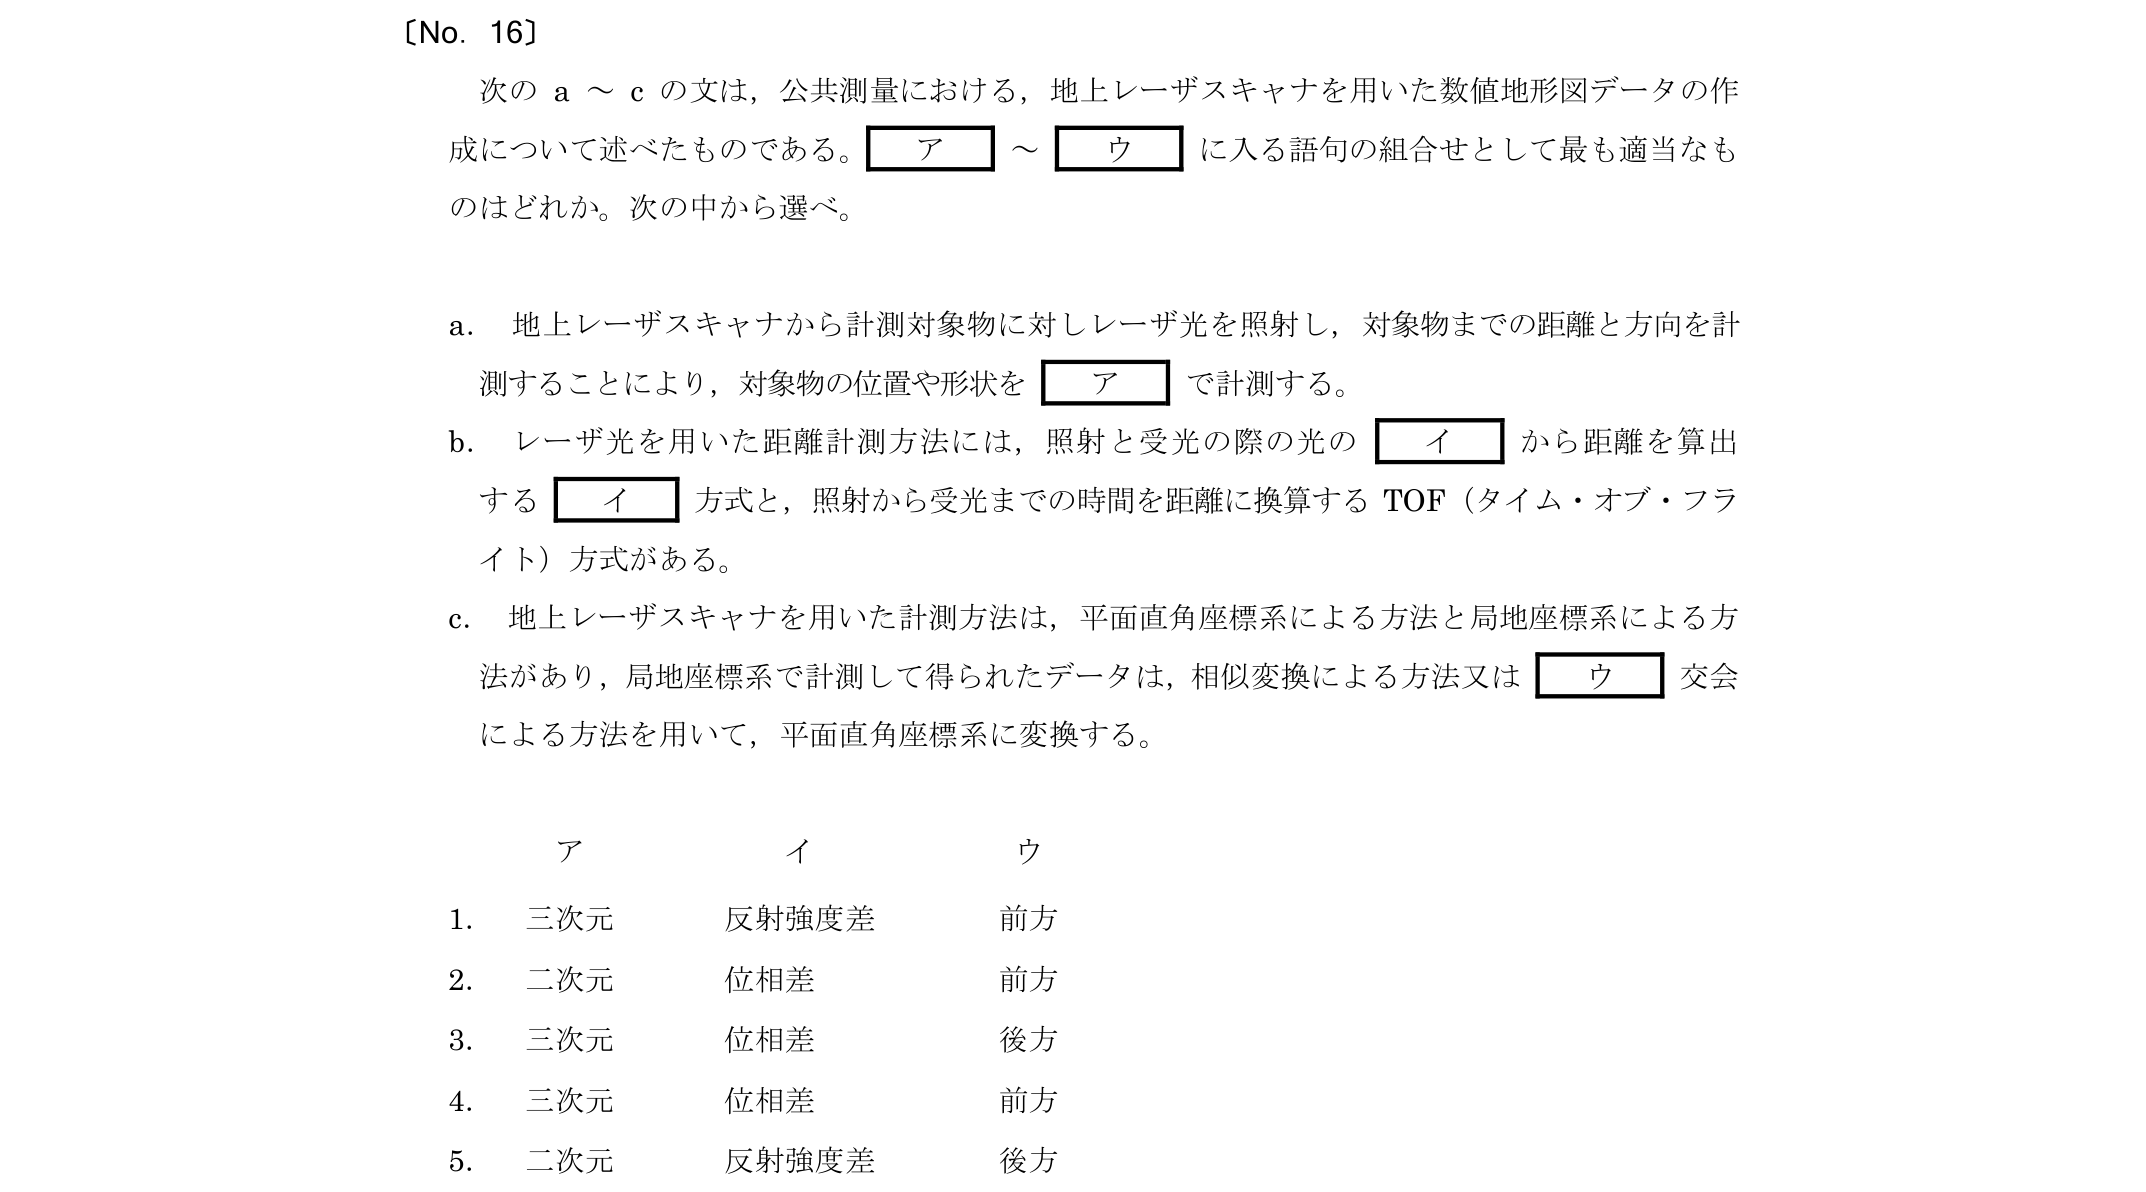 〔No. 16〕
次の a ～ c の文は，公共測量における，地上レーザスキャナを用いた数値地形図データの作
成について述べたものである。 ア ～ ウ に入る語句の組合せとして最も適当なも
のはどれか。次の中から選べ。
a. 地上レーザスキャナから計測対象物に対しレーザ光を照射し，対象物までの距離と方向を計
測することにより，対象物の位置や形状を ア で計測する。
b. レーザ光を用いた距離計測方法には，照射と受光の際の光の イ から距離を算出
する イ 方式と，照射から受光までの時間を距離に換算する TOF（タイム・オブ・フラ
イト）方式がある。
c. 地上レーザスキャナを用いた計測方法は，平面直角座標系による方法と局地座標系による方
法があり，局地座標系で計測して得られたデータは，相似変換による方法又は ウ 交会
による方法を用いて，平面直角座標系に変換する。
ア イ ウ
1. 三次元 反射強度差 前方
2. 二次元 位相差 前方
3. 三次元 位相差 後方
4. 三次元 位相差 前方
5. 二次元 反射強度差 後方